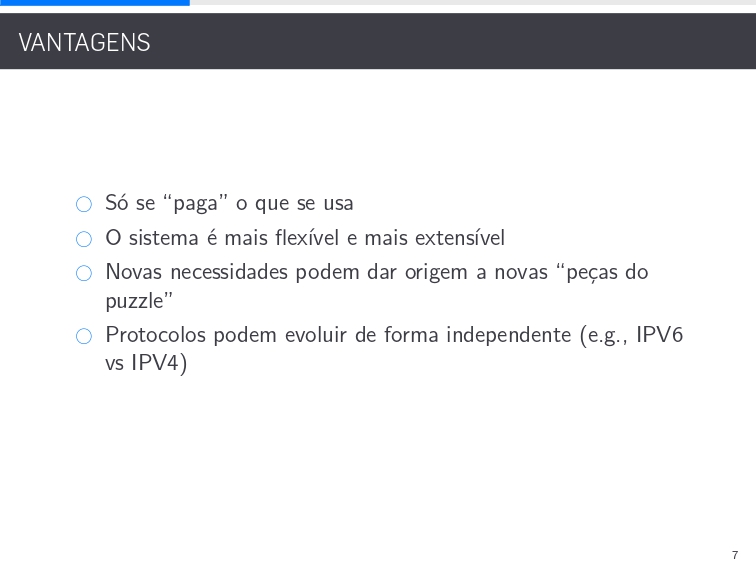 VANTAGENS
Só se “paga” o que se usa
O sistema é mais flexível e mais extensível
Novas necessidades podem dar origem a novas “peças do
puzzle”
Protocolos podem evoluir de forma independente (e.g., IPV6
vs IPV4)
7